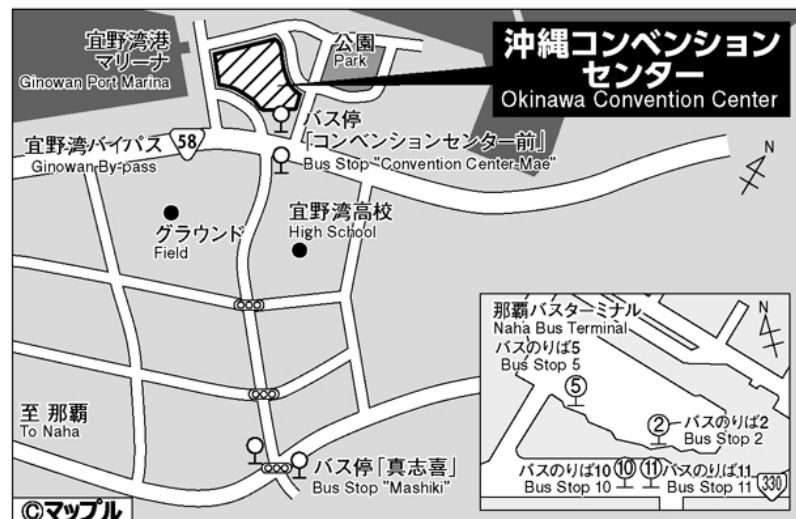 宜野湾港
マリーナ
Ginowan Port Marina
公園
Park
沖縄コンベンション
センター
Okinawa Convention Center
バス停
「コンベンションセンター前」
Bus Stop "Convention Center-Mae"
宜野湾バイパス
Ginowan By-pass
58
N
グラウンド
Field
宜野湾高校
High School
那覇バスターミナル
Naha Bus Terminal
バスのりば5
Bus Stop 5
⑤
N
②
バスのりば2
Bus Stop 2
バスのりば10
Bus Stop 10
⑩
⑪
バスのりば11
Bus Stop 11
330
至 那覇
To Naha
バス停「真志喜」
Bus Stop "Mashiki"
©マップル